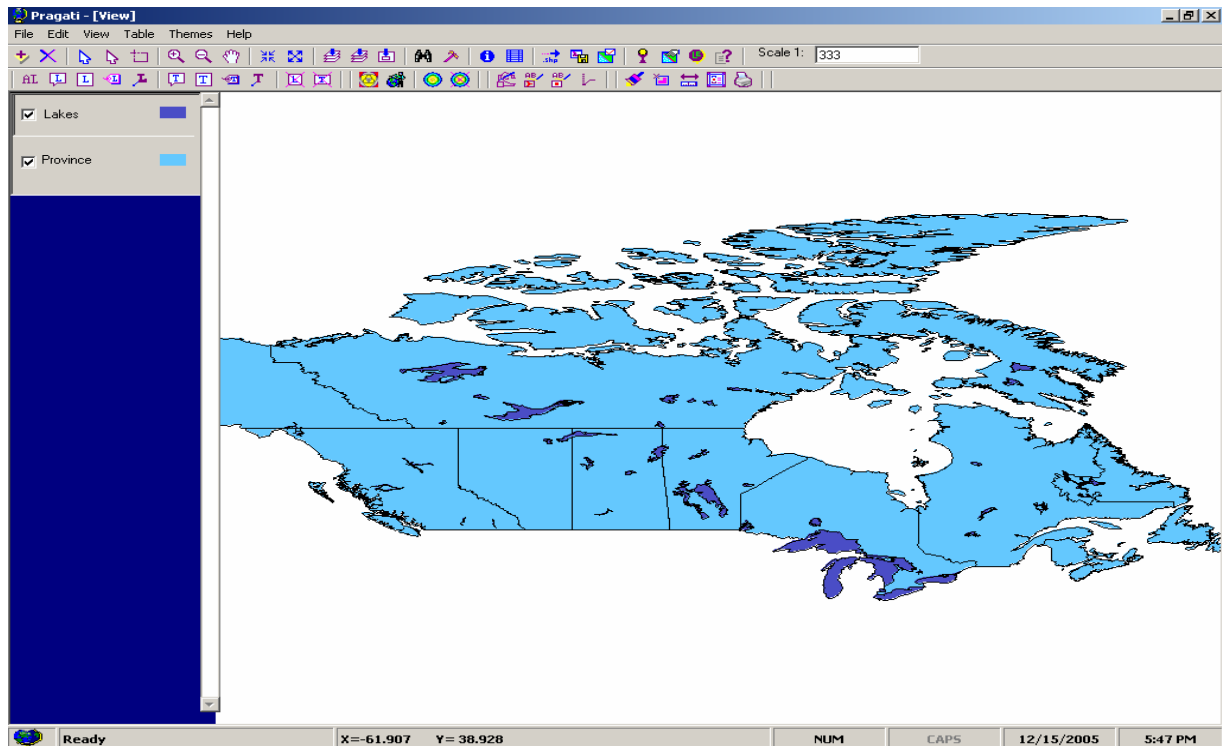 Pragati - [View]
File Edit View Table Themes Help
Scale 1: 333
Lakes
Province
Ready X=-61.907 Y= 38.928 NUM CAPS 12/15/2005 5:47 PM